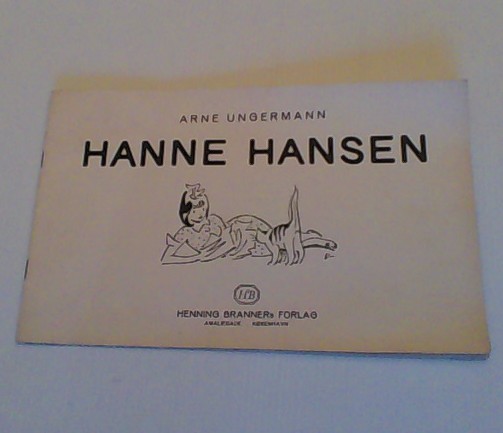 ARNE UNGERMANN
HANNE HANSEN
HB
HENNING BRANNERs FORLAG
AMALIEGADE KØBENHAVN